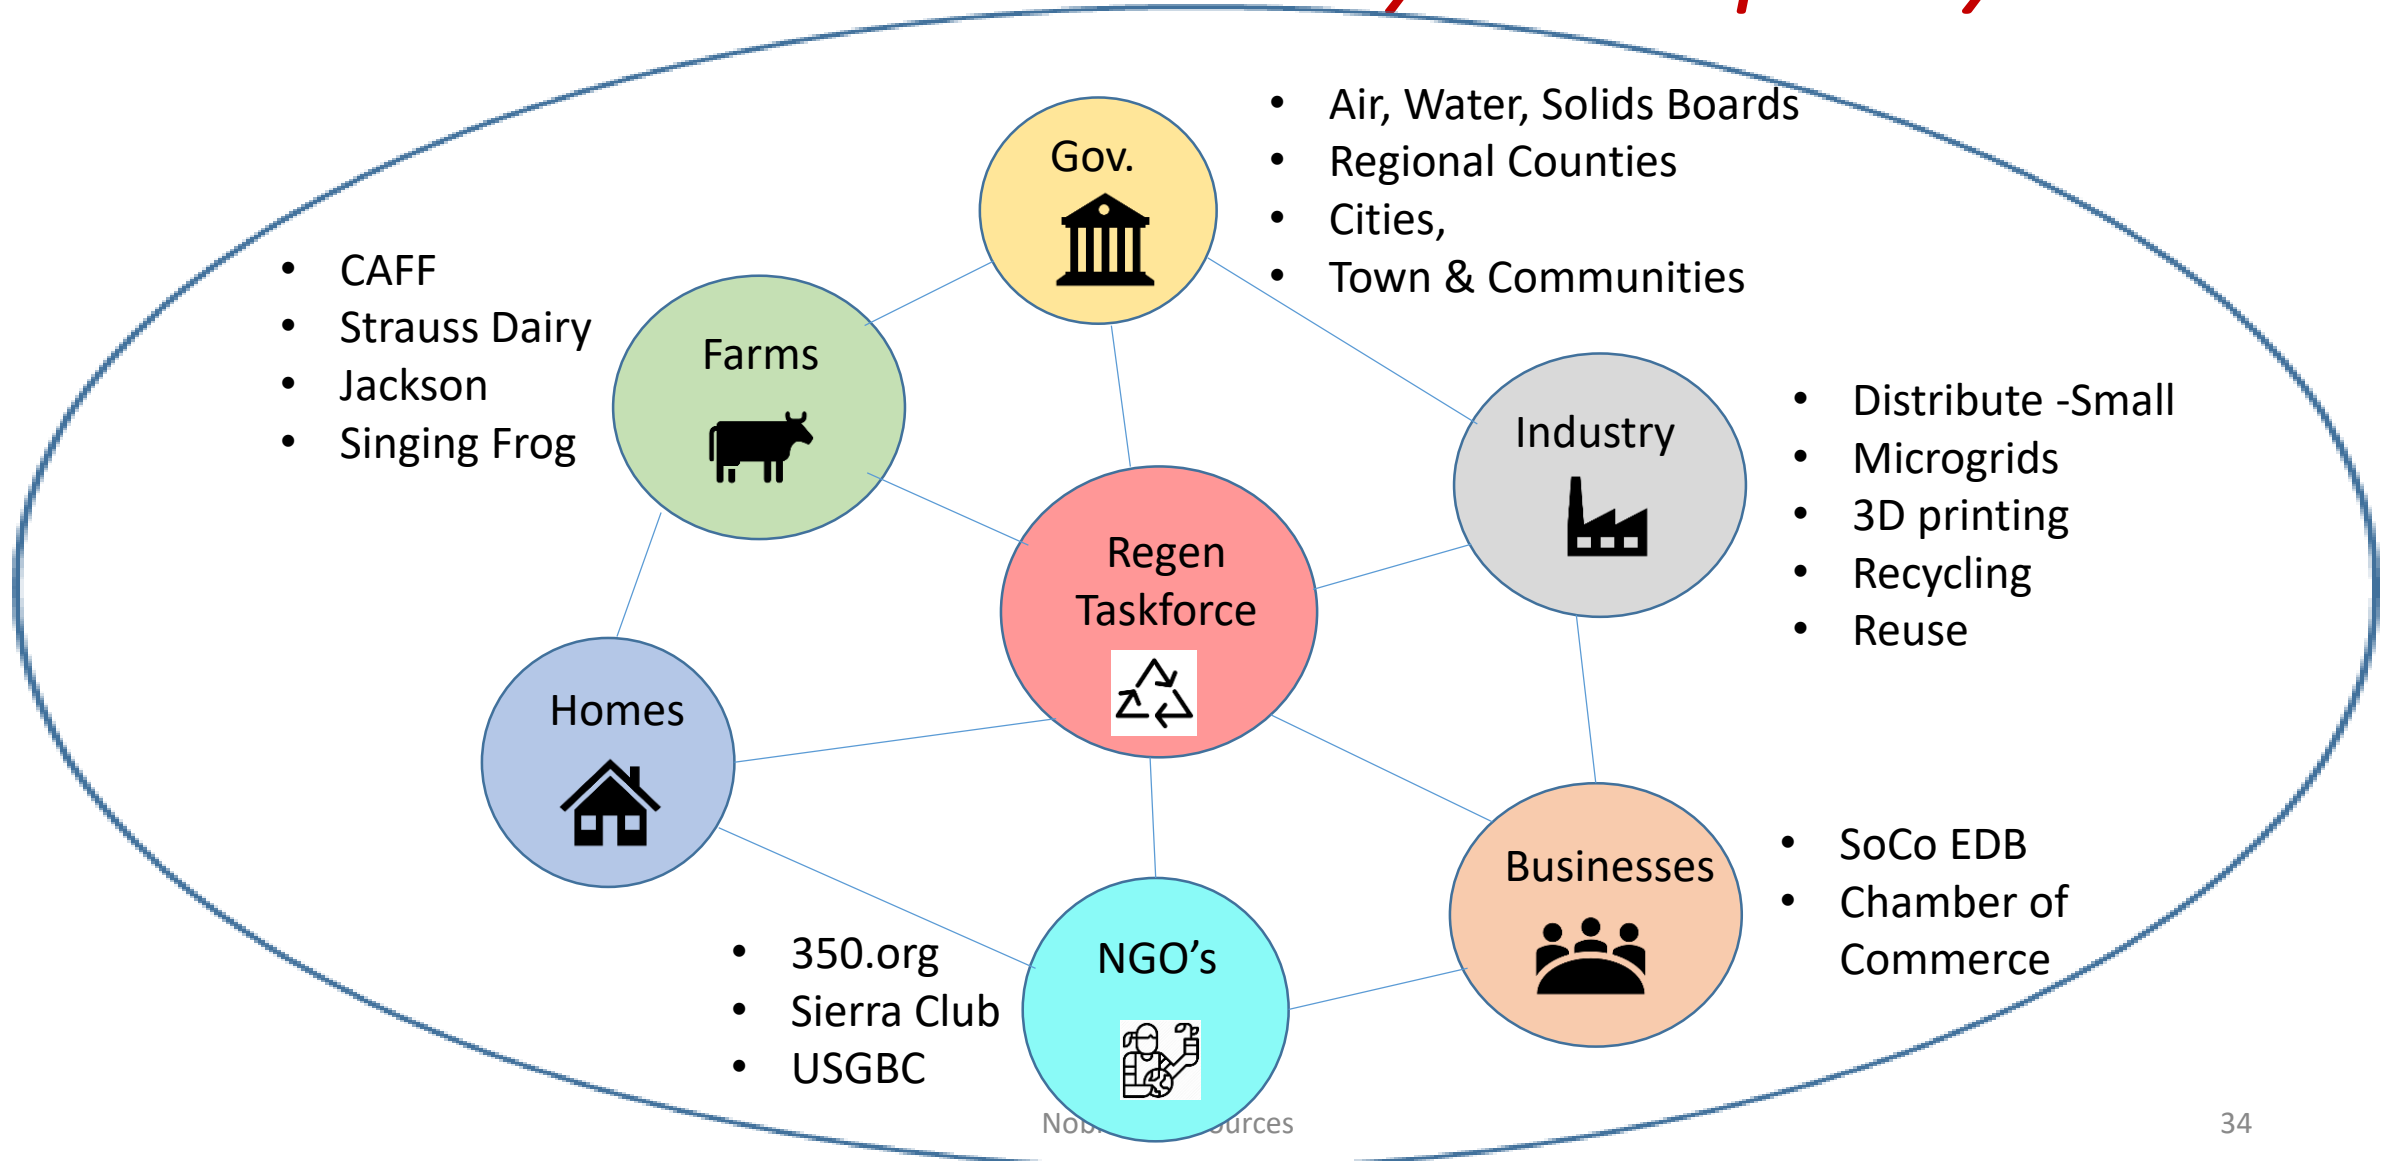 Gov.
• Air, Water, Solids Boards
• Regional Counties
• Cities,
• Town & Communities
• CAFF
• Strauss Dairy
• Jackson
• Singing Frog
Farms
Industry
• Distribute -Small
• Microgrids
• 3D printing
• Recycling
• Reuse
Regen
Taskforce
Homes
Businesses
• SoCo EDB
• Chamber of
Commerce
NGO’s
• 350.org
• Sierra Club
• USGBC
34